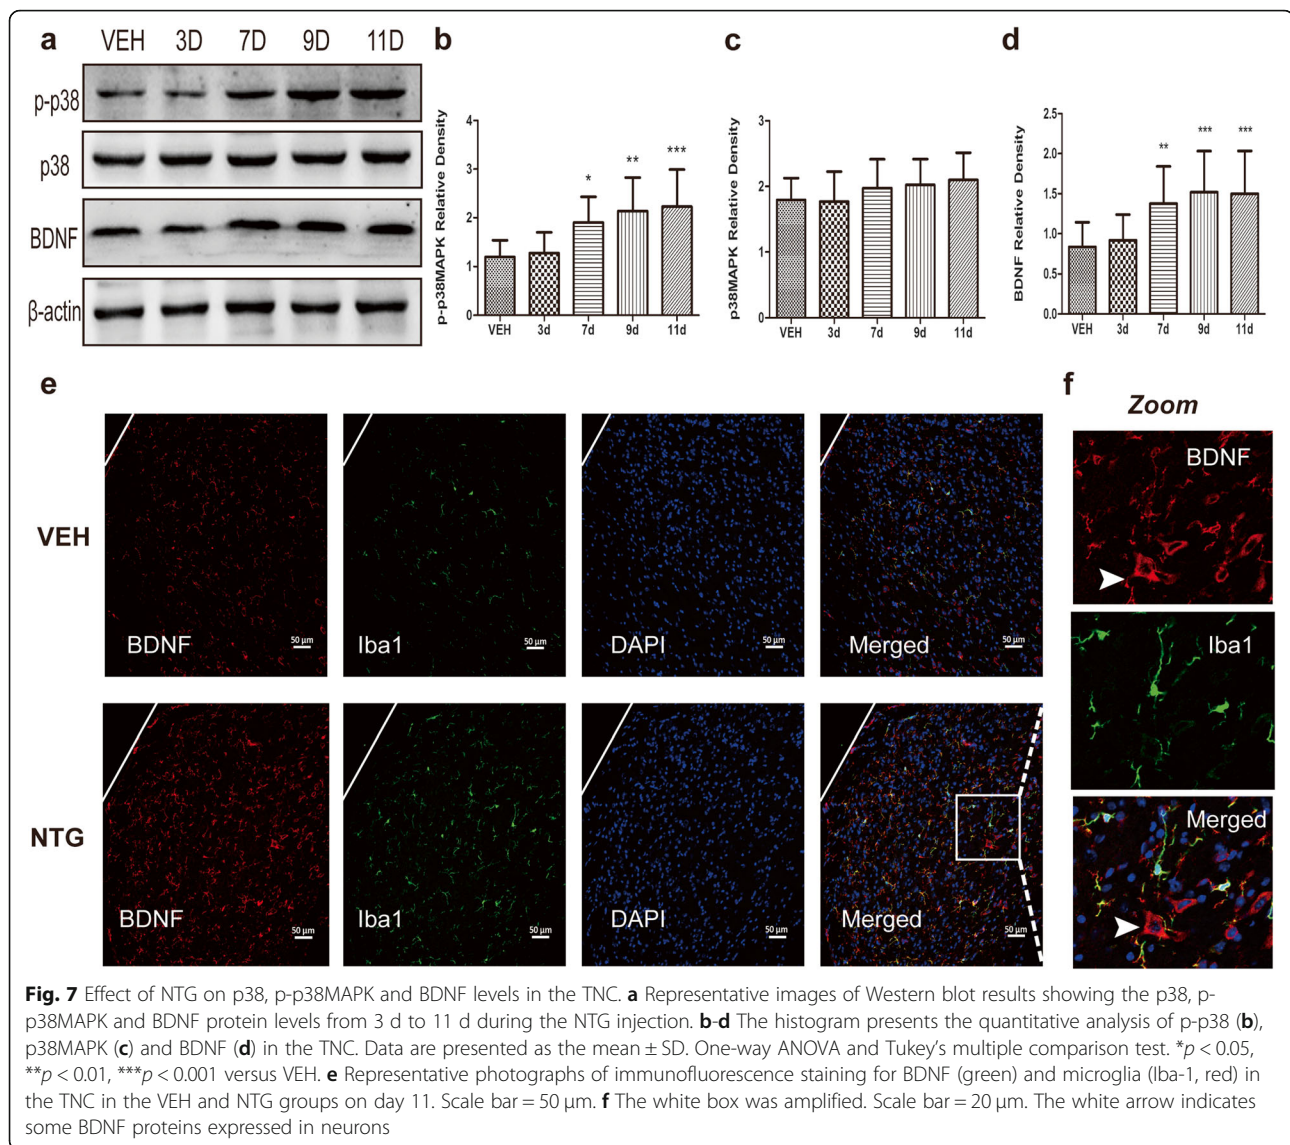 a
VEH 3D 7D 9D 11D
p-p38
p38
BDNF
β-actin
b
p-p38MAPK Relative Density
4
3
2
1
0
*
**
***
VEH 3d 7d 9d 11d
c
p38MAPK Relative Density
3
2
1
0
VEH 3d 7d 9d 11d
d
BDNF Relative Density
2.5
2.0
1.5
1.0
0.5
0.0
**
***
***
VEH 3d 7d 9d 11d
e
VEH
BDNF 50 μm
Iba1 50 μm
DAPI 50 μm
Merged 50 μm
NTG
BDNF 50 μm
Iba1 50 μm
DAPI 50 μm
Merged 50 μm
f
Zoom
BDNF
Iba1
Merged
Fig. 7 Effect of NTG on p38, p-p38MAPK and BDNF levels in the TNC. a Representative images of Western blot results showing the p38, p-
p38MAPK and BDNF protein levels from 3 d to 11 d during the NTG injection. b-d The histogram presents the quantitative analysis of p-p38 (b),
p38MAPK (c) and BDNF (d) in the TNC. Data are presented as the mean ± SD. One-way ANOVA and Tukey's multiple comparison test. *p < 0.05,
**p < 0.01, ***p < 0.001 versus VEH. e Representative photographs of immunofluorescence staining for BDNF (green) and microglia (Iba-1, red) in
the TNC in the VEH and NTG groups on day 11. Scale bar = 50 μm. f The white box was amplified. Scale bar = 20 μm. The white arrow indicates
some BDNF proteins expressed in neurons